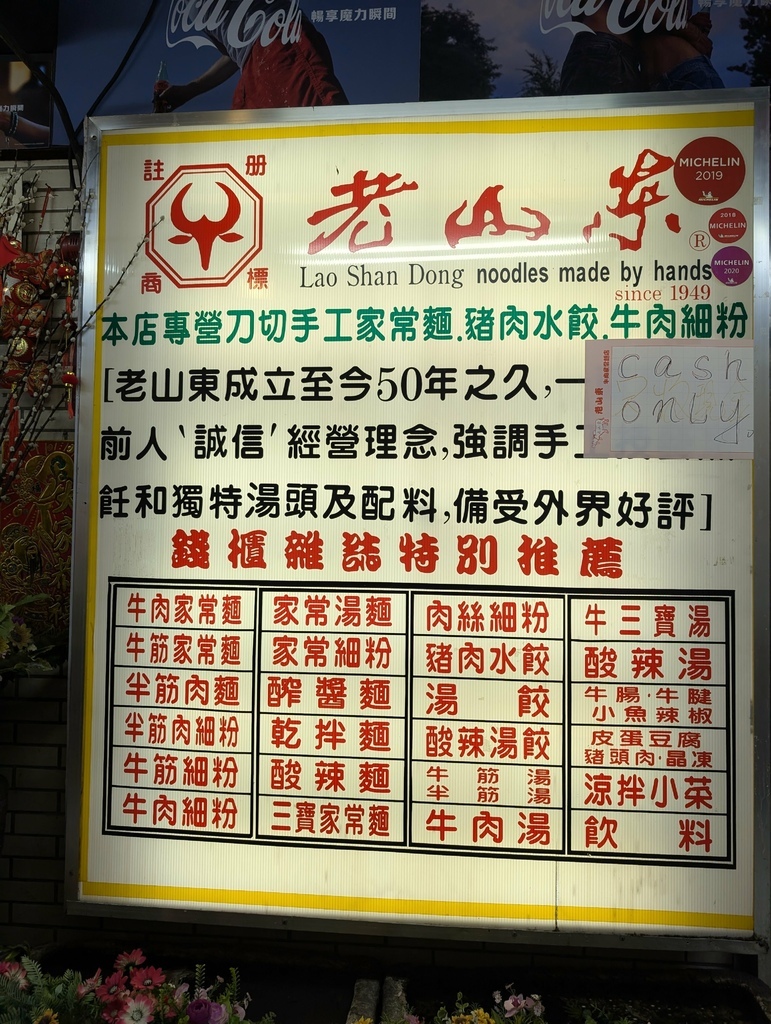 Coca-Cola
暢享魔力瞬間
註冊
商標
老山東
MICHELIN
2019
2018
MICHELIN
MICHELIN
2020
®
Lao Shan Dong noodles made by hands
since 1949
本店專營刀切手工家常麵.豬肉水餃.牛肉細粉
[老山東成立至今50年之久,一
前人‵誠信′經營理念,強調手工
飪和獨特湯頭及配料,備受外界好評]
cash
only
老山東
錢櫃雜誌特別推薦
牛肉家常麵 家常湯麵 肉絲細粉 牛三寶湯
牛筋家常麵 家常細粉 豬肉水餃 酸辣湯
半筋肉麵 醡醬麵 湯餃 牛腸·牛腱
小魚辣椒
半筋肉細粉 乾拌麵 酸辣湯餃 皮蛋豆腐
豬頭肉·晶凍
牛筋細粉 酸辣麵 牛筋湯
半筋湯 涼拌小菜
牛肉細粉 三寶家常麵 牛肉湯 飲料